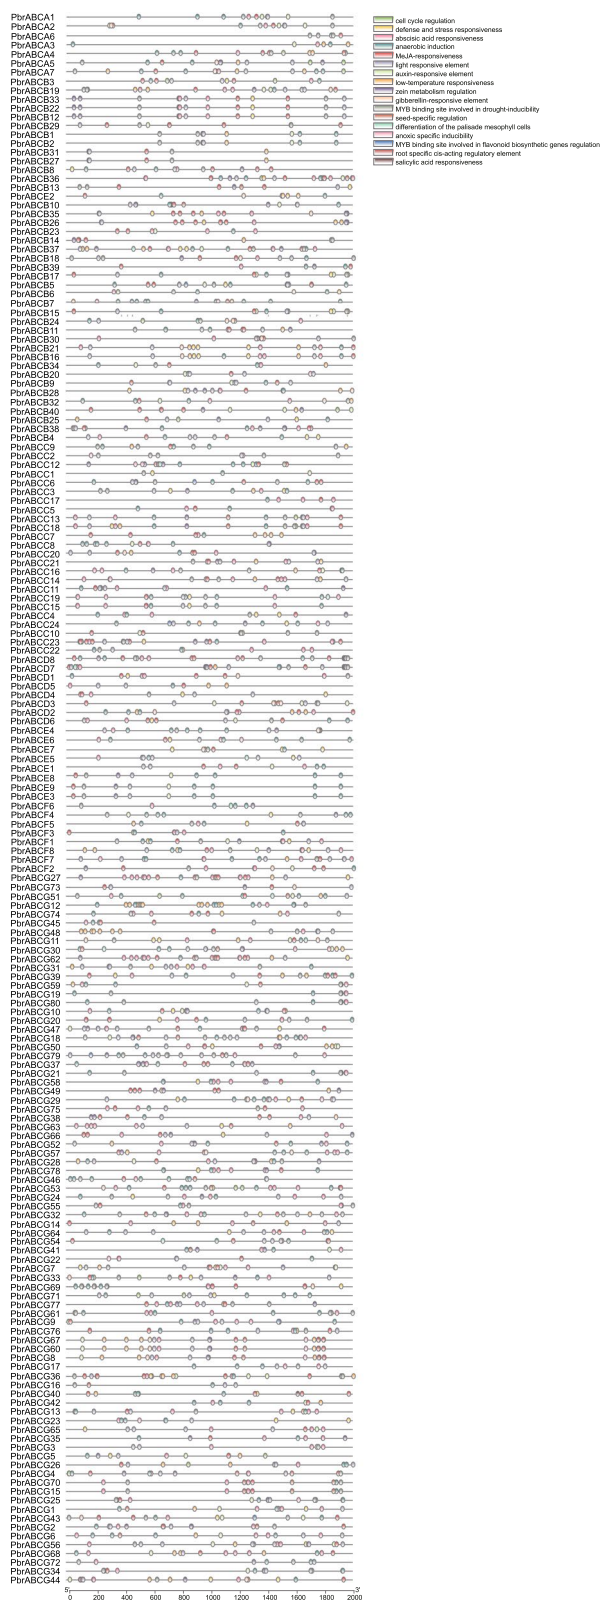 PbrABCA1
PbrABCA2
PbrABCA6
PbrABCA3
PbrABCA4
PbrABCA5
PbrABCA7
PbrABCB3
PbrABCB19
PbrABCB33
PbrABCB22
PbrABCB12
PbrABCB29
PbrABCB1
PbrABCB2
PbrABCB31
PbrABCB27
PbrABCB8
PbrABCB36
PbrABCB13
PbrABCE2
PbrABCB10
PbrABCB35
PbrABCB26
PbrABCB23
PbrABCB14
PbrABCB37
PbrABCB18
PbrABCB39
PbrABCB17
PbrABCB5
PbrABCB6
PbrABCB7
PbrABCB15
PbrABCB24
PbrABCB11
PbrABCB30
PbrABCB21
PbrABCB16
PbrABCB34
PbrABCB20
PbrABCB9
PbrABCB28
PbrABCB32
PbrABCB40
PbrABCB25
PbrABCB38
PbrABCB4
PbrABCC9
PbrABCC2
PbrABCC12
PbrABCC1
PbrABCC6
PbrABCC3
PbrABCC17
PbrABCC5
PbrABCC13
PbrABCC18
PbrABCC7
PbrABCC8
PbrABCC20
PbrABCC21
PbrABCC16
PbrABCC14
PbrABCC11
PbrABCC19
PbrABCC15
PbrABCC4
PbrABCC24
PbrABCC10
PbrABCC23
PbrABCC22
PbrABCD8
PbrABCD7
PbrABCD1
PbrABCD5
PbrABCD4
PbrABCD3
PbrABCD2
PbrABCD6
PbrABCE4
PbrABCE6
PbrABCE7
PbrABCE5
PbrABCE1
PbrABCE8
PbrABCE9
PbrABCE3
PbrABCF6
PbrABCF4
PbrABCF5
PbrABCF3
PbrABCF1
PbrABCF8
PbrABCF7
PbrABCF2
PbrABCG27
PbrABCG73
PbrABCG51
PbrABCG12
PbrABCG74
PbrABCG45
PbrABCG48
PbrABCG11
PbrABCG30
PbrABCG62
PbrABCG31
PbrABCG39
PbrABCG59
PbrABCG19
PbrABCG80
PbrABCG10
PbrABCG20
PbrABCG47
PbrABCG18
PbrABCG50
PbrABCG79
PbrABCG37
PbrABCG21
PbrABCG58
PbrABCG49
PbrABCG29
PbrABCG75
PbrABCG38
PbrABCG63
PbrABCG66
PbrABCG52
PbrABCG57
PbrABCG28
PbrABCG78
PbrABCG46
PbrABCG53
PbrABCG24
PbrABCG55
PbrABCG32
PbrABCG14
PbrABCG64
PbrABCG54
PbrABCG41
PbrABCG22
PbrABCG7
PbrABCG33
PbrABCG69
PbrABCG71
PbrABCG77
PbrABCG61
PbrABCG9
PbrABCG76
PbrABCG67
PbrABCG60
PbrABCG8
PbrABCG17
PbrABCG36
PbrABCG16
PbrABCG40
PbrABCG42
PbrABCG13
PbrABCG23
PbrABCG65
PbrABCG35
PbrABCG3
PbrABCG5
PbrABCG26
PbrABCG4
PbrABCG70
PbrABCG15
PbrABCG25
PbrABCG1
PbrABCG43
PbrABCG2
PbrABCG6
PbrABCG56
PbrABCG68
PbrABCG72
PbrABCG34
PbrABCG44
5' 3'
0 200 400 600 800 1000 1200 1400 1600 1800 2000
cell cycle regulation
defense and stress responsiveness
abscisic acid responsiveness
anaerobic induction
MeJA-responsiveness
light responsive element
auxin-responsive element
low-temperature responsiveness
zein metabolism regulation
gibberellin-responsive element
MYB binding site involved in drought-inducibility
seed-specific regulation
differentiation of the palisade mesophyll cells
anoxic specific inducibility
MYB binding site involved in flavonoid biosynthetic genes regulation
root specific cis-acting regulatory element
salicylic acid responsiveness